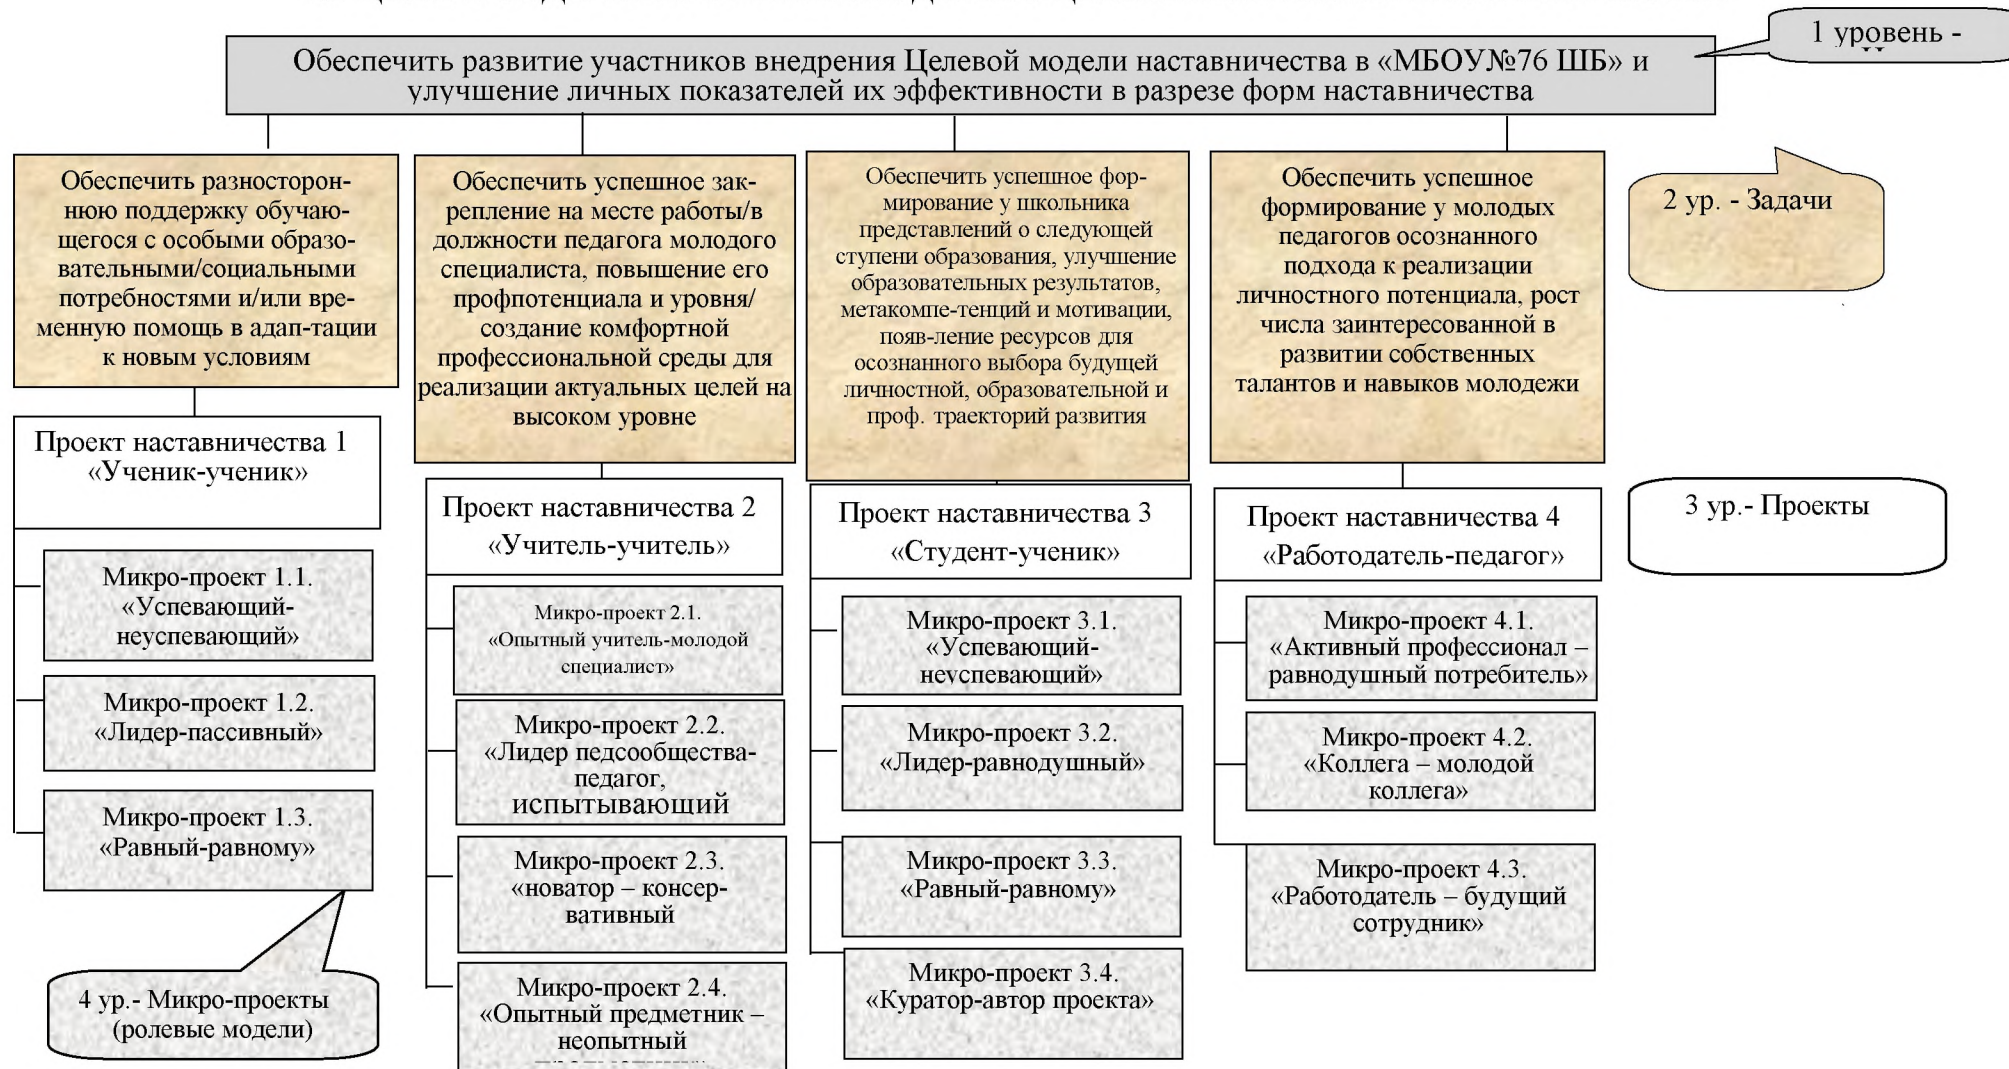 1 уровень -
Обеспечить развитие участников внедрения Целевой модели наставничества в «МБОУ№76 ШБ» и
улучшение личных показателей их эффективности в разрезе форм наставничества
Обеспечить разносторон-
нюю поддержку обучаю-
щегося с особыми образо-
вательными/социальными
потребностями и/или вре-
менную помощь в адап-тации
к новым условиям
Обеспечить успешное зак-
репление на месте работы/в
должности педагога молодого
специалиста, повышение его
профпотенциала и уровня/
создание комфортной
профессиональной среды для
реализации актуальных целей на
высоком уровне
Обеспечить успешное фор-
мирование у школьника
представлений о следующей
ступени образования, улучшение
образовательных результатов,
метакомпе-тенций и мотивации,
появ-ление ресурсов для
осознанного выбора будущей
личностной, образовательной и
проф. траекторий развития
Обеспечить успешное
формирование у молодых
педагогов осознанного
подхода к реализации
личностного потенциала, рост
числа заинтересованной в
развитии собственных
талантов и навыков молодежи
2 ур. - Задачи
Проект наставничества 1
«Ученик-ученик»
Проект наставничества 2
«Учитель-учитель»
Проект наставничества 3
«Студент-ученик»
Проект наставничества 4
«Работодатель-педагог»
3 ур.- Проекты
Микро-проект 1.1.
«Успевающий-
неуспевающий»
Микро-проект 1.2.
«Лидер-пассивный»
Микро-проект 1.3.
«Равный-равному»
4 ур.- Микро-проекты
(ролевые модели)
Микро-проект 2.1.
«Опытный учитель-молодой
специалист»
Микро-проект 2.2.
«Лидер педсообщества-
педагог,
испытывающий
Микро-проект 2.3.
«новатор – консер-
вативный
Микро-проект 2.4.
«Опытный предметник –
неопытный
Микро-проект 3.1.
«Успевающий-
неуспевающий»
Микро-проект 3.2.
«Лидер-равнодушный»
Микро-проект 3.3.
«Равный-равному»
Микро-проект 3.4.
«Куратор-автор проекта»
Микро-проект 4.1.
«Активный профессионал –
равнодушный потребитель»
Микро-проект 4.2.
«Коллега – молодой
коллега»
Микро-проект 4.3.
«Работодатель – будущий
сотрудник»